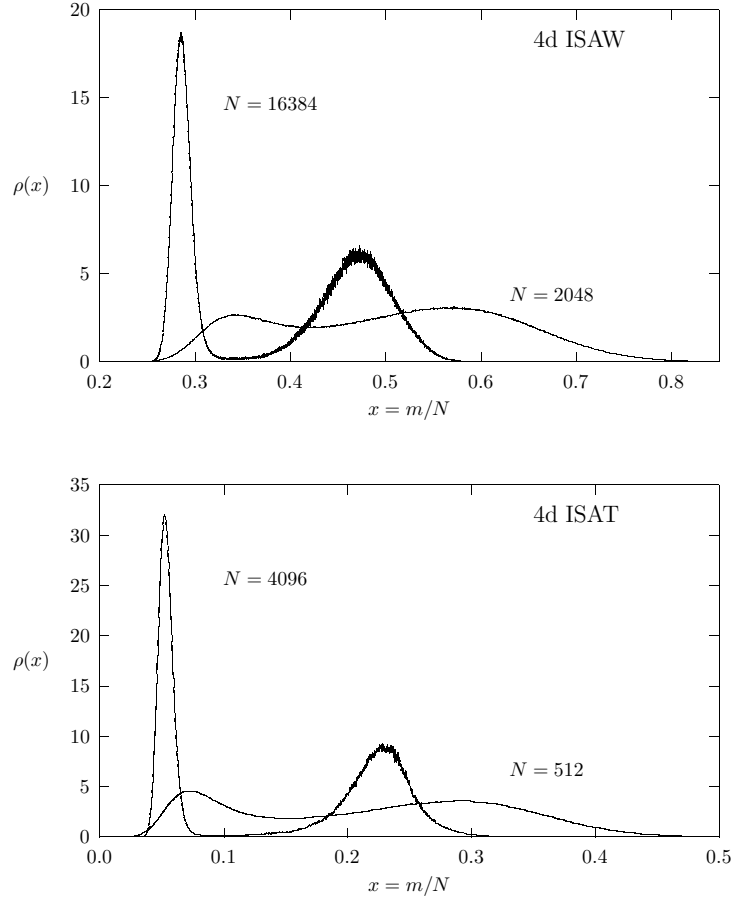 20
4d ISAW
15
N = 16384
ρ(x)
10
5
N = 2048
0
0.2 0.3 0.4 0.5 0.6 0.7 0.8
x = m/N
35
4d ISAT
30
25
N = 4096
20
ρ(x)
15
10
N = 512
5
0
0.0 0.1 0.2 0.3 0.4 0.5
x = m/N